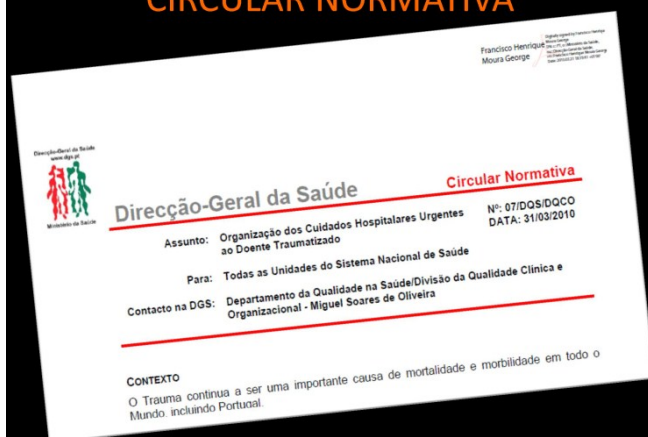 CIRCULAR NORMATIVA
Francisco Henrique
Moura George
Direcção-Geral da Saúde
www.dgs.pt
Ministério da Saúde
Direcção-Geral da Saúde
Circular Normativa
Assunto: Organização dos Cuidados Hospitalares Urgentes
ao Doente Traumatizado
Nº: 07/DQS/DQCO
DATA: 31/03/2010
Para: Todas as Unidades do Sistema Nacional de Saúde
Contacto na DGS: Departamento da Qualidade na Saúde/Divisão da Qualidade Clínica e
Organizacional - Miguel Soares de Oliveira
CONTEXTO
O Trauma continua a ser uma importante causa de mortalidade e morbilidade em todo o
Mundo, incluindo Portugal.